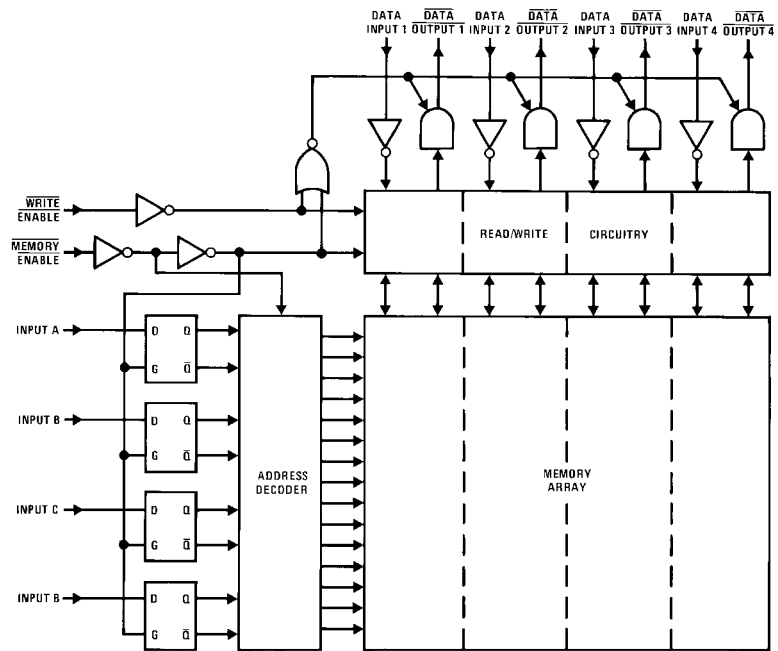 DATA DATA DATA DATA DATA DATA DATA DATA
INPUT 1 OUTPUT 1 INPUT 2 OUTPUT 2 INPUT 3 OUTPUT 3 INPUT 4 OUTPUT 4
WRITE
ENABLE
MEMORY
ENABLE
READ/WRITE CIRCUITRY
INPUT A
D Q
G Q̅
INPUT B
D Q
G Q̅
ADDRESS
DECODER
MEMORY
ARRAY
INPUT C
D Q
G Q̅
INPUT B
D Q
G Q̅